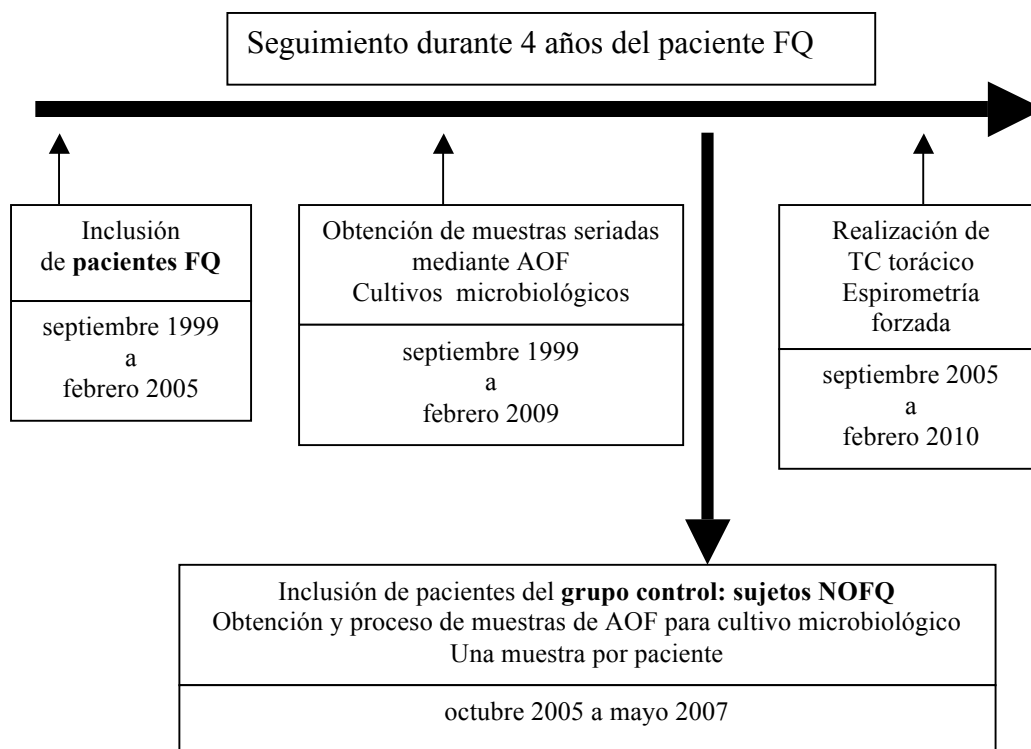 Seguimiento durante 4 años del paciente FQ
Inclusión
de pacientes FQ
septiembre 1999
a
febrero 2005
Obtención de muestras seriadas
mediante AOF
Cultivos microbiológicos
septiembre 1999
a
febrero 2009
Realización de
TC torácico
Espirometría
forzada
septiembre 2005
a
febrero 2010
Inclusión de pacientes del grupo control: sujetos NOFQ
Obtención y proceso de muestras de AOF para cultivo microbiológico
Una muestra por paciente
octubre 2005 a mayo 2007